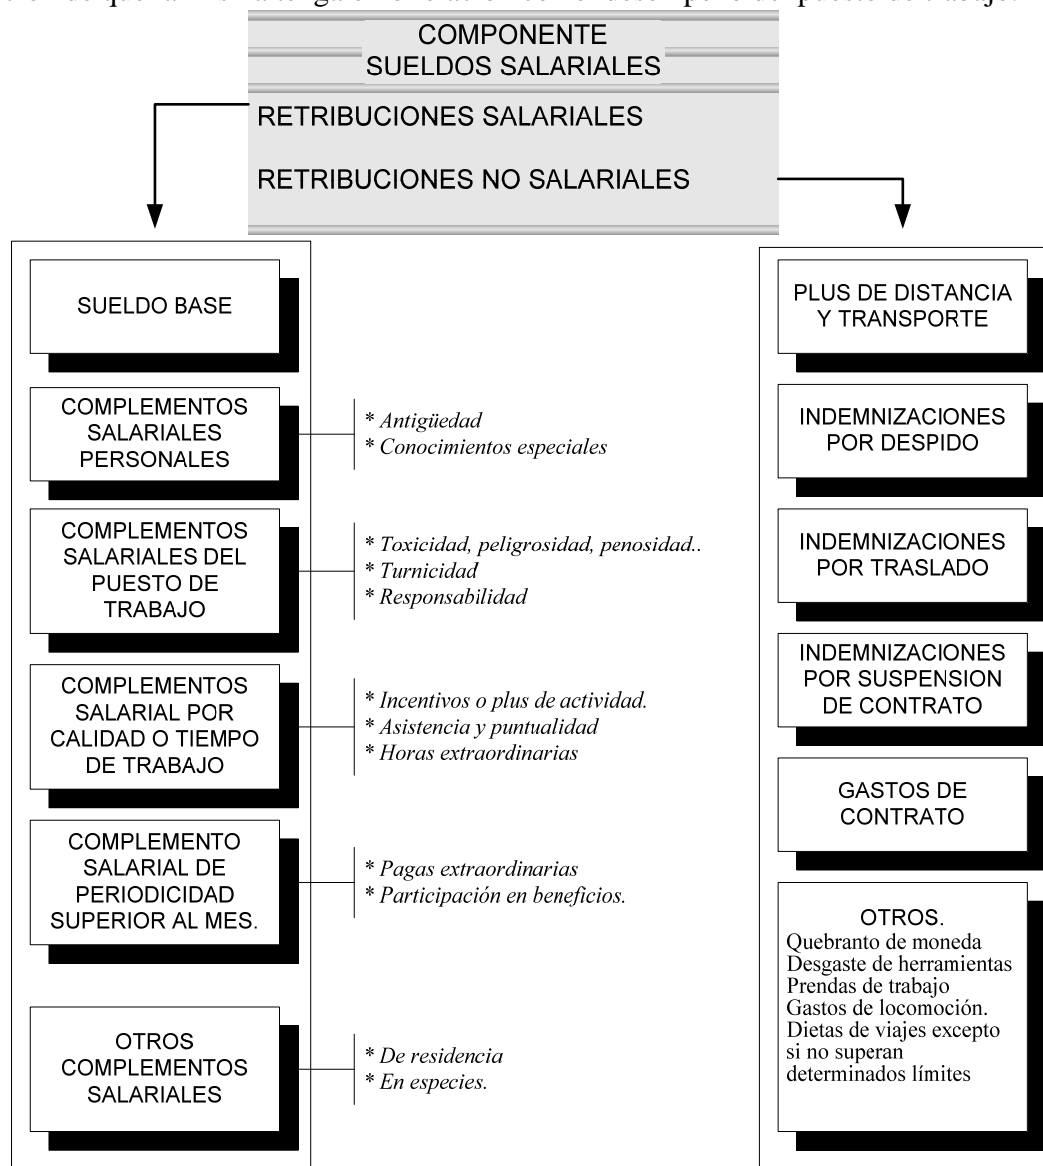 COMPONENTE
SUELDOS SALARIALES
RETRIBUCIONES SALARIALES
RETRIBUCIONES NO SALARIALES
SUELDO BASE
COMPLEMENTOS
SALARIALES
PERSONALES
* Antigüedad
* Conocimientos especiales
COMPLEMENTOS
SALARIALES DEL
PUESTO DE
TRABAJO
* Toxicidad, peligrosidad, penosidad..
* Turnicidad
* Responsabilidad
COMPLEMENTOS
SALARIAL POR
CALIDAD O TIEMPO
DE TRABAJO
* Incentivos o plus de actividad.
* Asistencia y puntualidad
* Horas extraordinarias
COMPLEMENTO
SALARIAL DE
PERIODICIDAD
SUPERIOR AL MES.
* Pagas extraordinarias
* Participación en beneficios.
OTROS
COMPLEMENTOS
SALARIALES
* De residencia
* En especies.
PLUS DE DISTANCIA
Y TRANSPORTE
INDEMNIZACIONES
POR DESPIDO
INDEMNIZACIONES
POR TRASLADO
INDEMNIZACIONES
POR SUSPENSION
DE CONTRATO
GASTOS DE
CONTRATO
OTROS.
Quebranto de moneda
Desgaste de herramientas
Prendas de trabajo
Gastos de locomoción.
Dietas de viajes excepto
si no superan
determinados límites